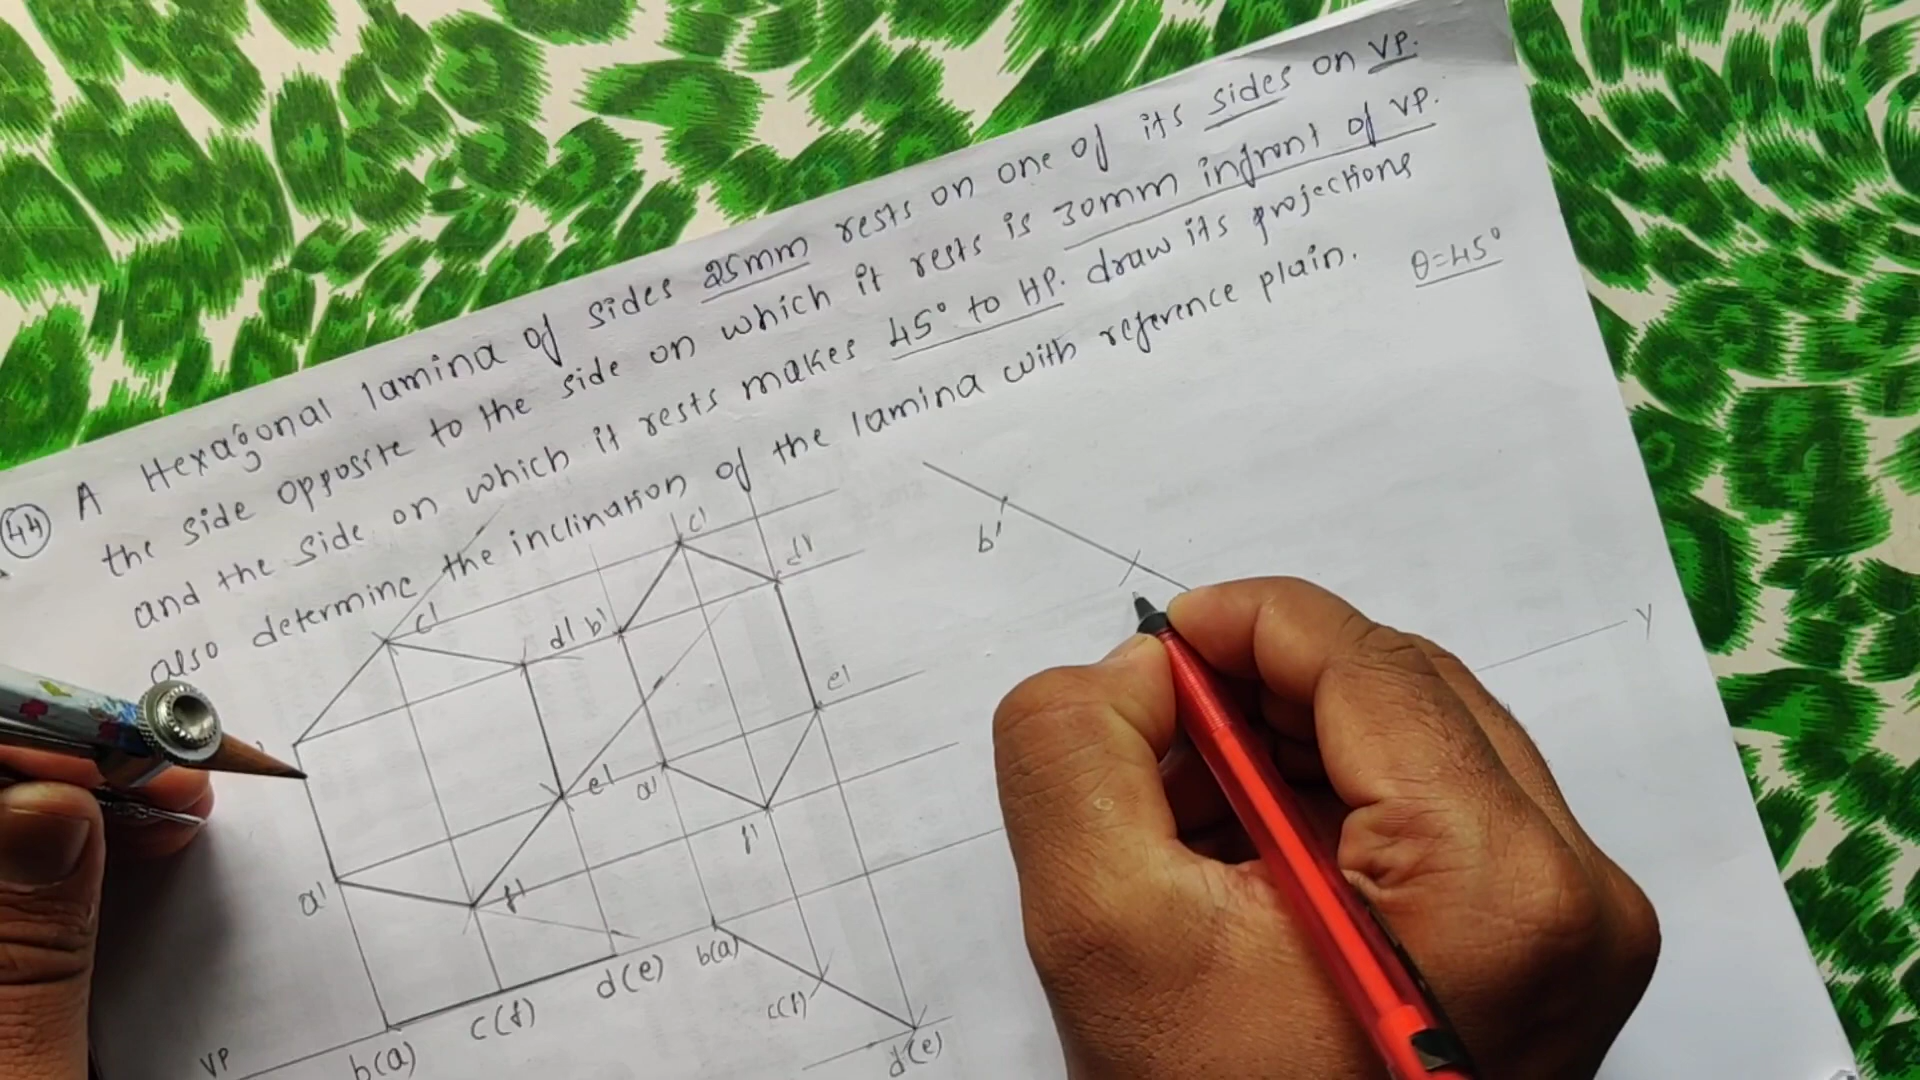 44) A Hexagonal lamina of sides 25mm rests on one of its sides on VP.
the side opposite to the side on which it rests is 30mm infront of VP.
and the side on which it rests makes 45° to HP. draw its projections
also determine the inclination of the lamina with reference plain.
θ=45°
c'
d'
b'
c'
d'
b'
Y
e'
a'
e'
a'
f'
f'
b(a)
c(f)
d(e)
c(f)
d(e)
VP
b(a)